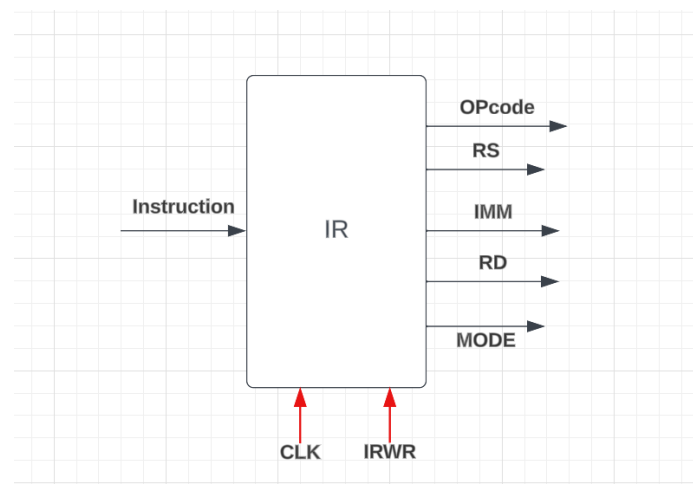 OPcode
RS
Instruction
IMM
IR
RD
MODE
CLK
IRWR